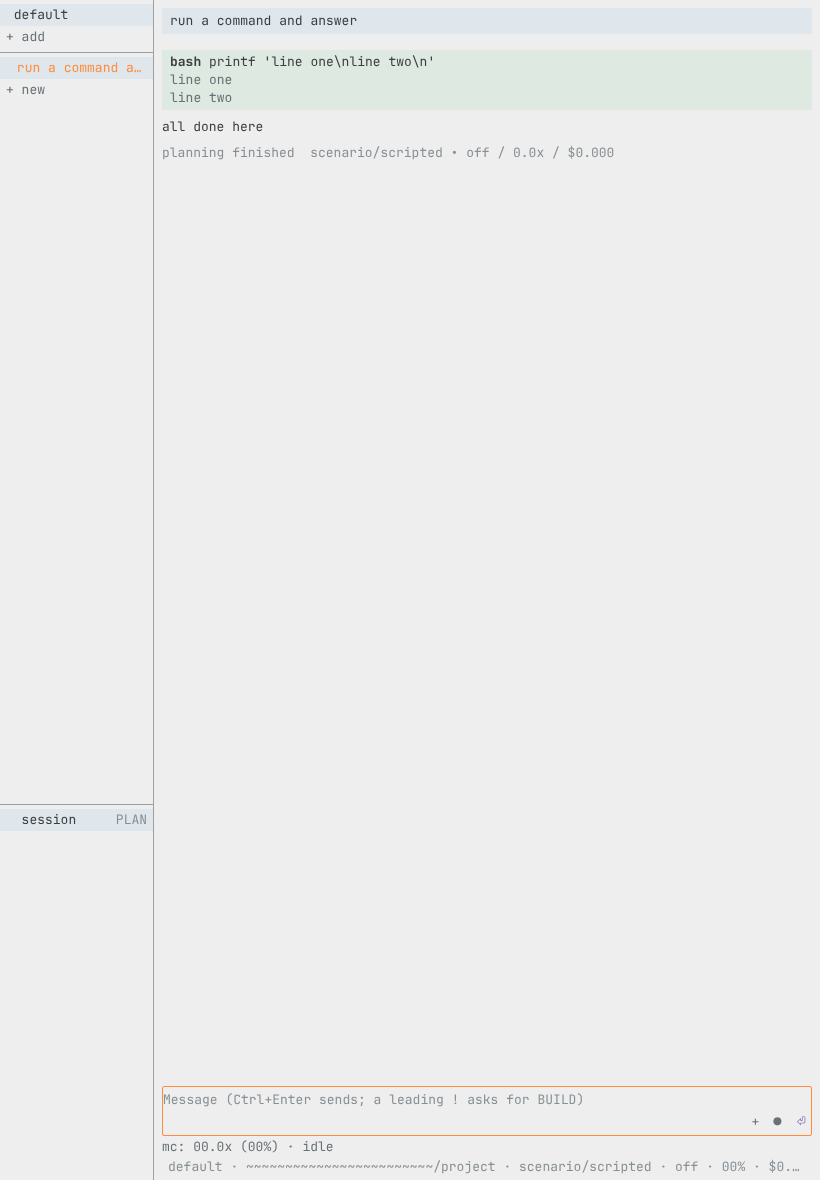 default
+ add
run a command a…
+ new
session PLAN
run a command and answer
bash printf 'line one\nline two\n'
line one
line two
all done here
planning finished  scenario/scripted • off / 0.0x / $0.000
Message (Ctrl+Enter sends; a leading ! asks for BUILD)
+ ● ⏎
mc: 00.0x (00%) · idle
default · ~~~~~~~~~~~~~~~~~~~~~~~~/project · scenario/scripted · off · 00% · $0.…